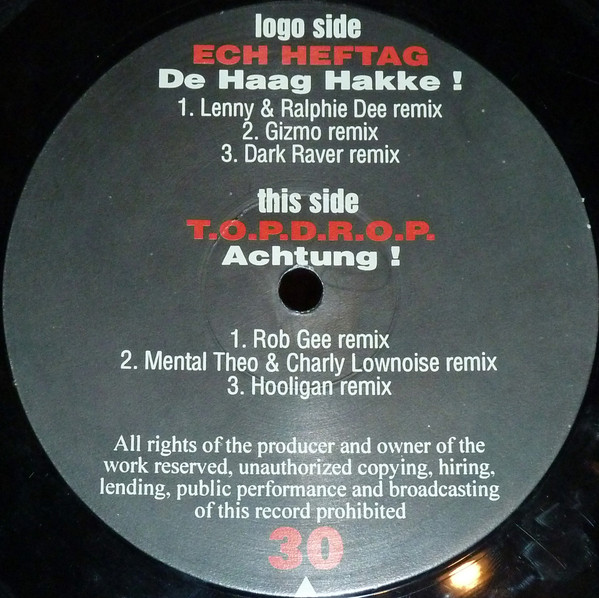 logo side
ECH HEFTAG
De Haag Hakke !
1. Lenny & Ralphie Dee remix
2. Gizmo remix
3. Dark Raver remix
this side
T.O.P.D.R.O.P.
Achtung !
1. Rob Gee remix
2. Mental Theo & Charly Lownoise remix
3. Hooligan remix
All rights of the producer and owner of the
work reserved, unauthorized copying, hiring,
lending, public performance and broadcasting
of this record prohibited
30